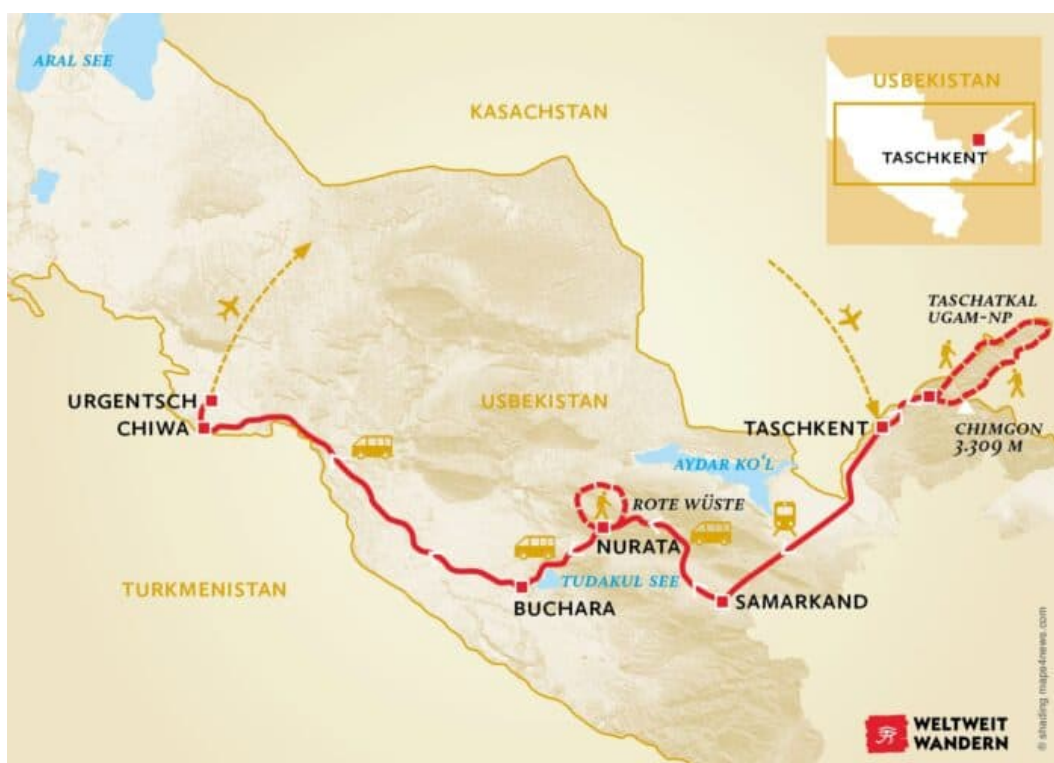 ARAL SEE
KASACHSTAN
USBEKISTAN
TASCHKENT
TASCHATKAL
UGAM-NP
URGENTSCH
CHIWA
USBEKISTAN
TASCHKENT
CHIMGON
3.309 M
AYDAR KO'L
ROTE WÜSTE
NURATA
TUDAKUL SEE
TURKMENISTAN
BUCHARA
SAMARKAND
WELTWEIT
WANDERN
© shading maps4news.com